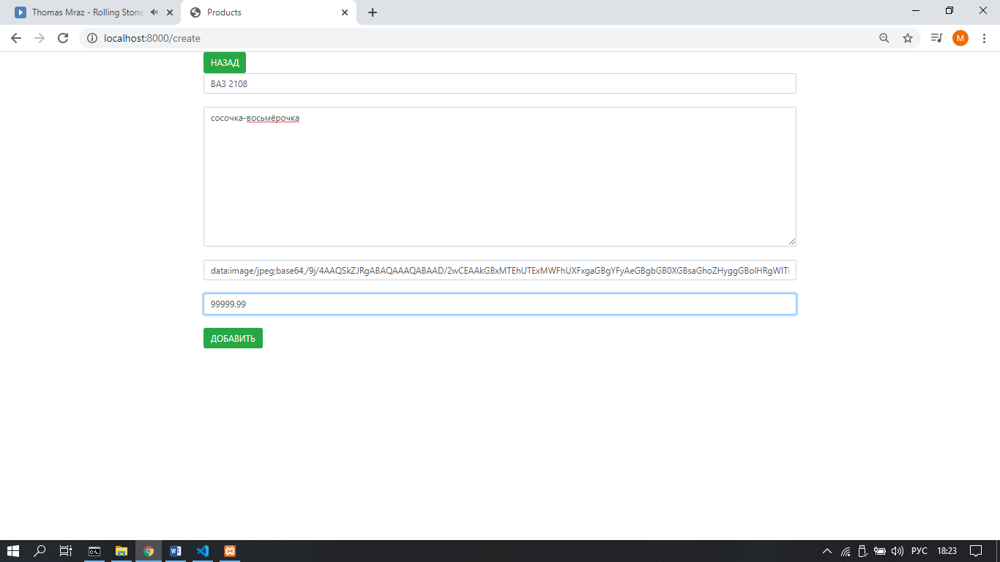 Thomas Mraz - Rolling Stone
Products
localhost:8000/create
M
НАЗАД
ВАЗ 2108
сосочка-восьмёрочка
data:image/jpeg;base64,/9j/4AAQSkZJRgABAQAAAQABAAD/2wCEAAkGBxMTEhUTExMWFhUXFxgaGBgYFyAeGBgbGB0XGBsaGhoZHyggGBolHRgWITI
99999.99
ДОБАВИТЬ
РУС
18:23